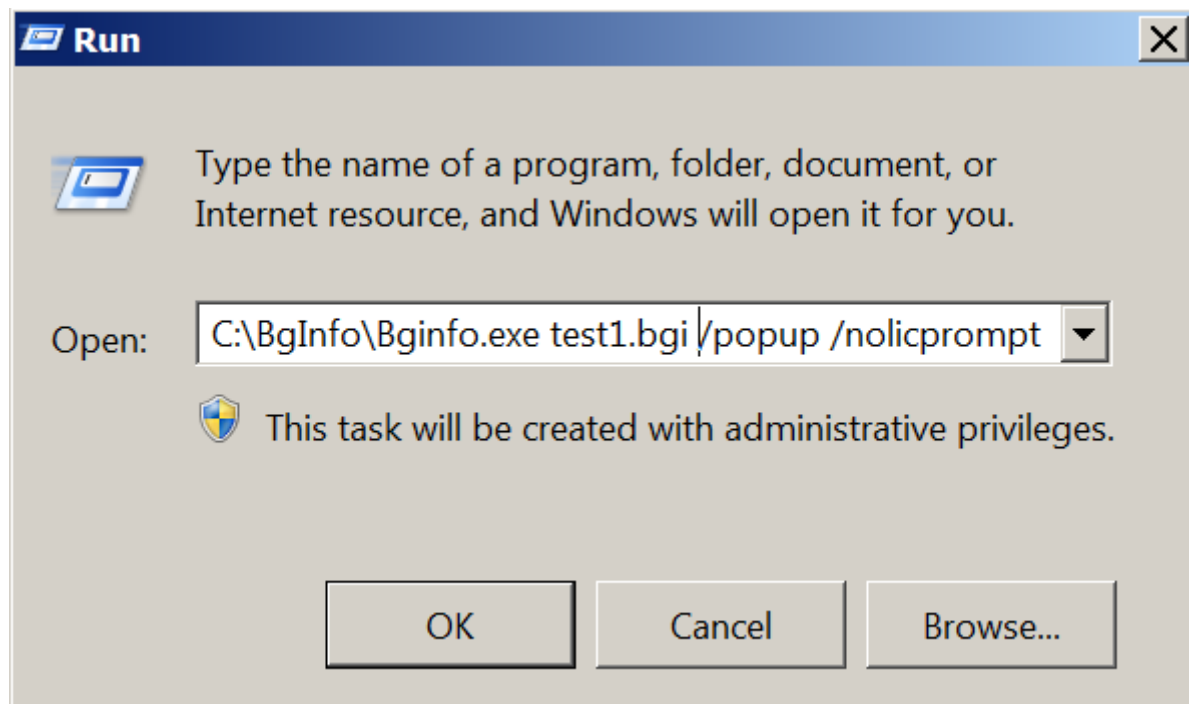 Run
Type the name of a program, folder, document, or
Internet resource, and Windows will open it for you.
Open: C:\BgInfo\Bginfo.exe test1.bgi /popup /nolicprompt
This task will be created with administrative privileges.
OK Cancel Browse...